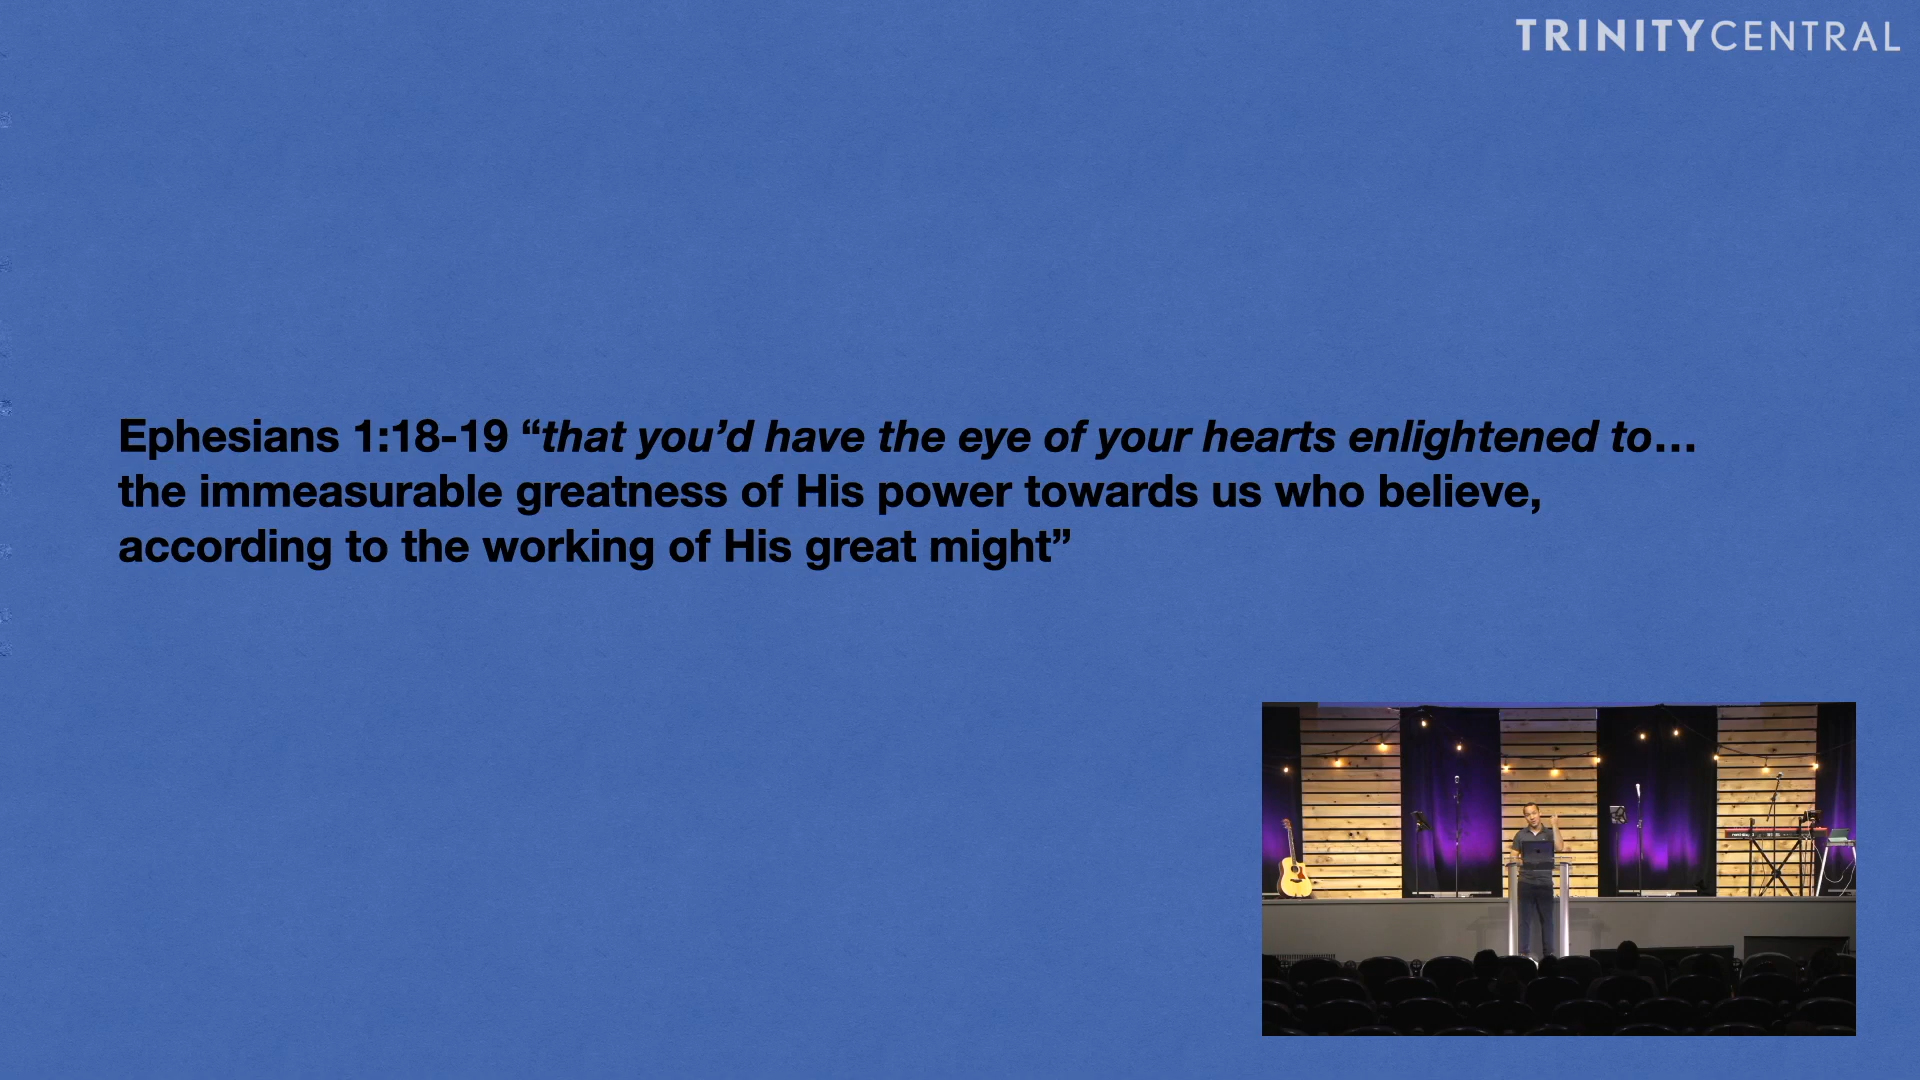 TRINITYCENTRAL
Ephesians 1:18-19 “that you’d have the eye of your hearts enlightened to…
the immeasurable greatness of His power towards us who believe,
according to the working of His great might”